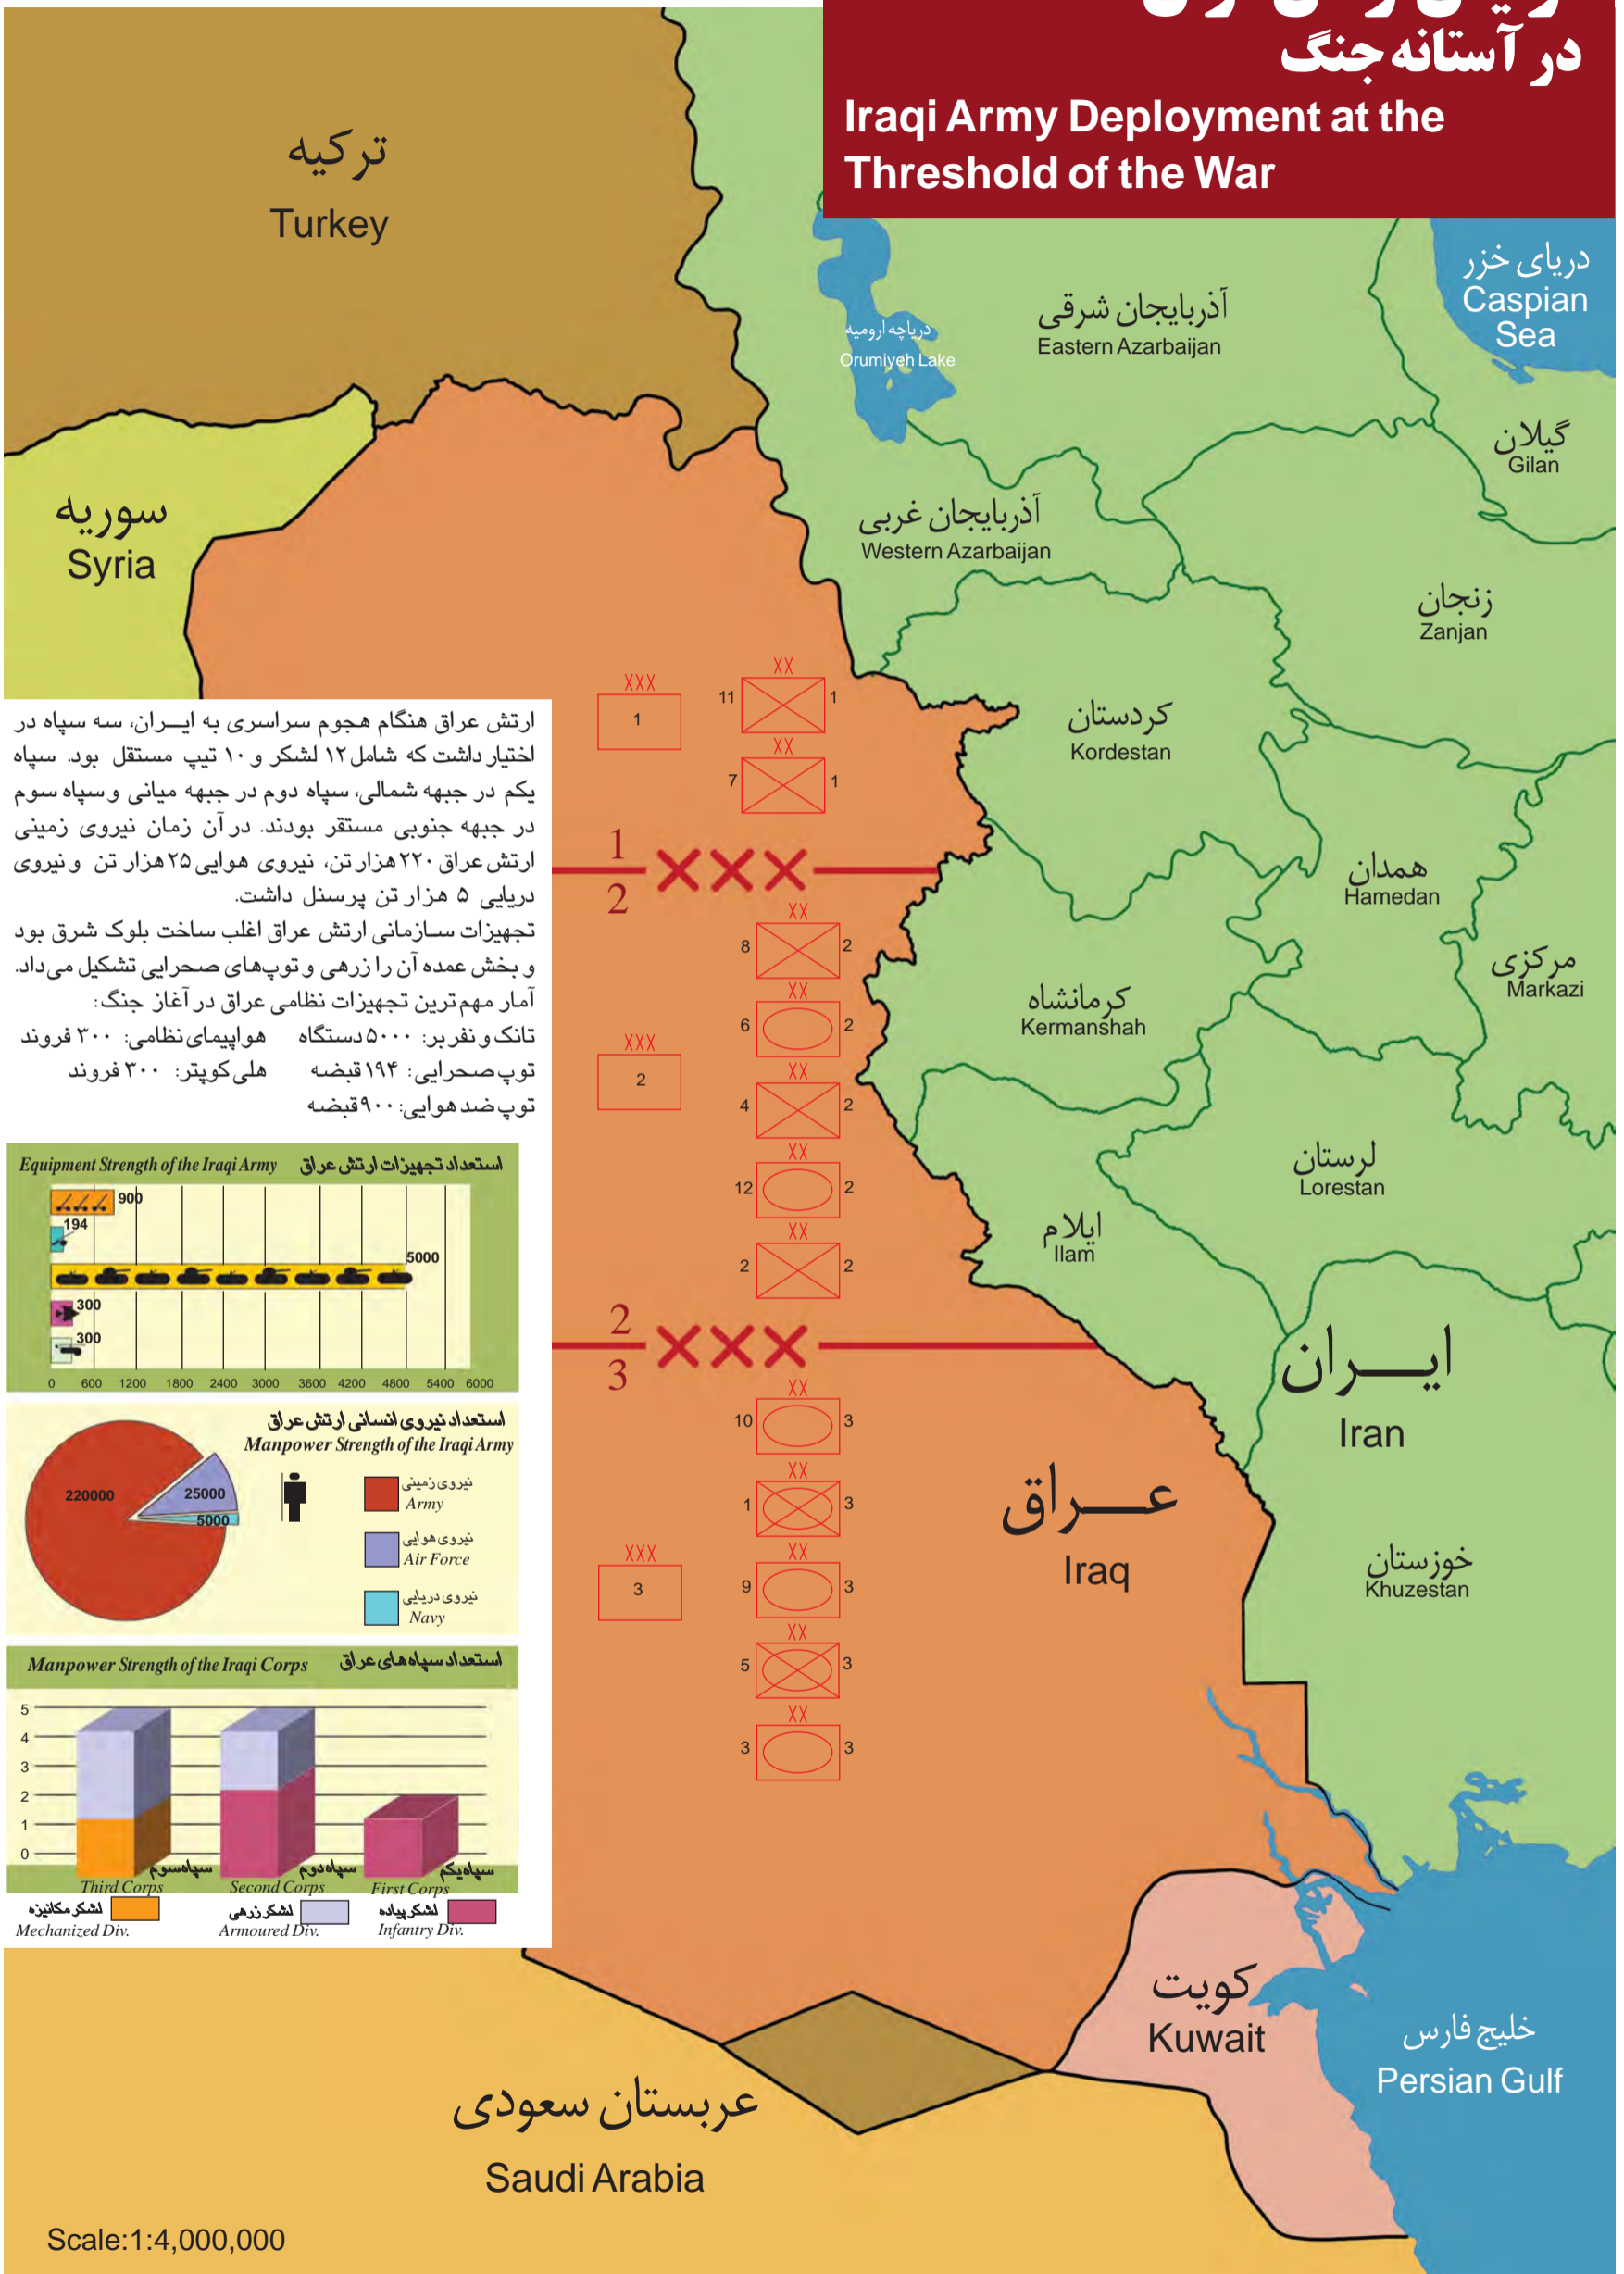 در آستانه جنگ
Iraqi Army Deployment at the
Threshold of the War
ترکیه
Turkey
دریای خزر
Caspian
Sea
آذربایجان شرقی
Eastern Azarbaijan
دریاچه ارومیه
Orumiyeh Lake
گیلان
Gilan
سوریه
Syria
آذربایجان غربی
Western Azarbaijan
زنجان
Zanjan
کردستان
Kordestan
همدان
Hamedan
مرکزی
Markazi
کرمانشاه
Kermanshah
لرستان
Lorestan
ایلام
Ilam
ایــران
Iran
عــراق
Iraq
خوزستان
Khuzestan
کویت
Kuwait
خلیج فارس
Persian Gulf
عربستان سعودی
Saudi Arabia
Scale:1:4,000,000
XXX
1
XX
11 1
XX
7 1
1
XXX
2
XX
8 2
XX
6 2
XXX
2
XX
4 2
XX
12 2
XX
2 2
2
XXX
3
XX
10 3
XX
1 3
XXX
3
XX
9 3
XX
5 3
XX
3 3
ارتش عراق هنگام هجوم سراسری به ایــران، سه سپاه در
اختیار داشت که شامل ۱۲ لشکر و ۱۰ تیپ مستقل بود. سپاه
یکم در جبهه شمالی، سپاه دوم در جبهه میانی و سپاه سوم
در جبهه جنوبی مستقر بودند. در آن زمان نیروی زمینی
ارتش عراق ۲۲۰ هزار تن، نیروی هوایی ۲۵ هزار تن و نیروی
دریایی ۵ هزار تن پرسنل داشت.
تجهیزات سـازمانی ارتش عراق اغلب ساخت بلوک شرق بود
و بخش عمده آن را زرهی و توپ‌های صحرایی تشکیل می‌داد.
آمار مهم‌ترین تجهیزات نظامی عراق در آغاز جنگ:
تانک و نفربر: ۵۰۰۰ دستگاه هواپیمای نظامی: ۳۰۰ فروند
توپ صحرایی: ۱۹۴ قبضه هلی‌کوپتر: ۳۰۰ فروند
توپ ضدهوایی: ۹۰۰ قبضه
Equipment Strength of the Iraqi Army استعداد تجهیزات ارتش عراق
900
194
5000
300
300
0 600 1200 1800 2400 3000 3600 4200 4800 5400 6000
استعداد نیروی انسانی ارتش عراق
Manpower Strength of the Iraqi Army
220000
25000
5000
نیروی زمینی
Army
نیروی هوایی
Air Force
نیروی دریایی
Navy
Manpower Strength of the Iraqi Corps استعداد سپاه‌های عراق
5
4
3
2
1
0
سپاه سوم سپاه دوم سپاه یکم
Third Corps Second Corps First Corps
لشکر مکانیزه لشکر زرهی لشکر پیاده
Mechanized Div. Armoured Div. Infantry Div.